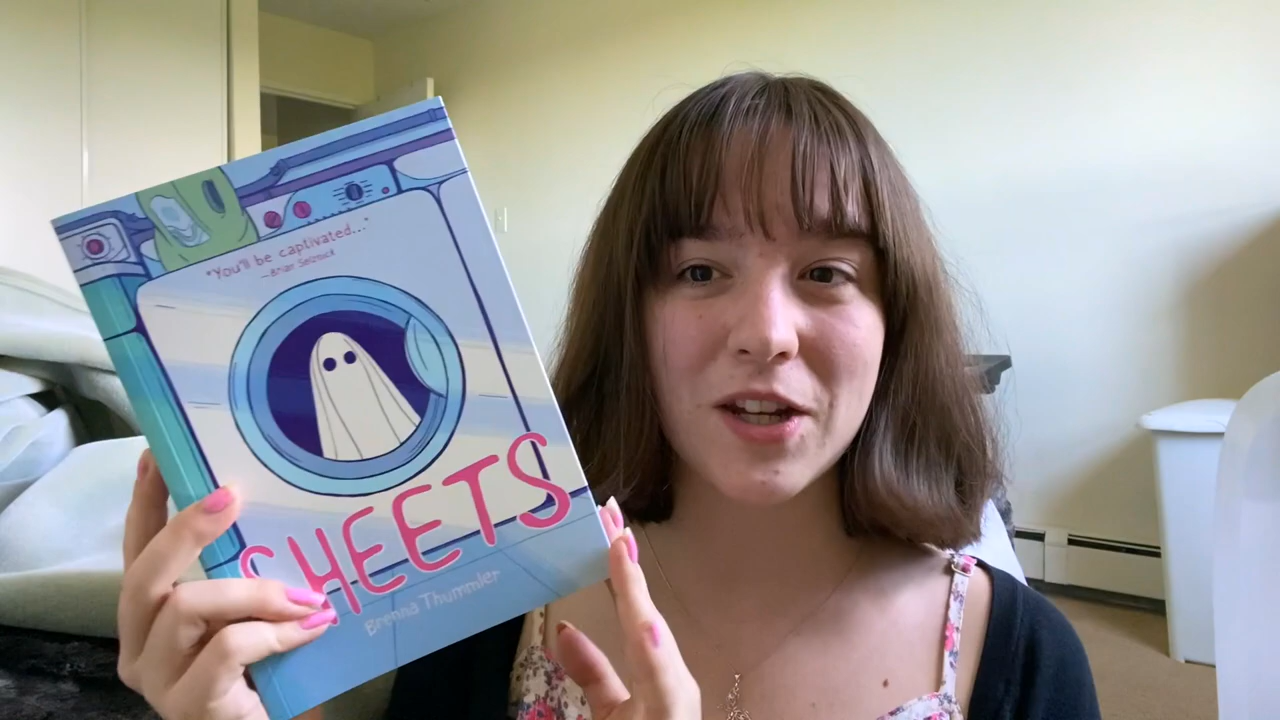 "You'll be captivated..."
—Brian Selznick
SHEETS
Brenna Thummler